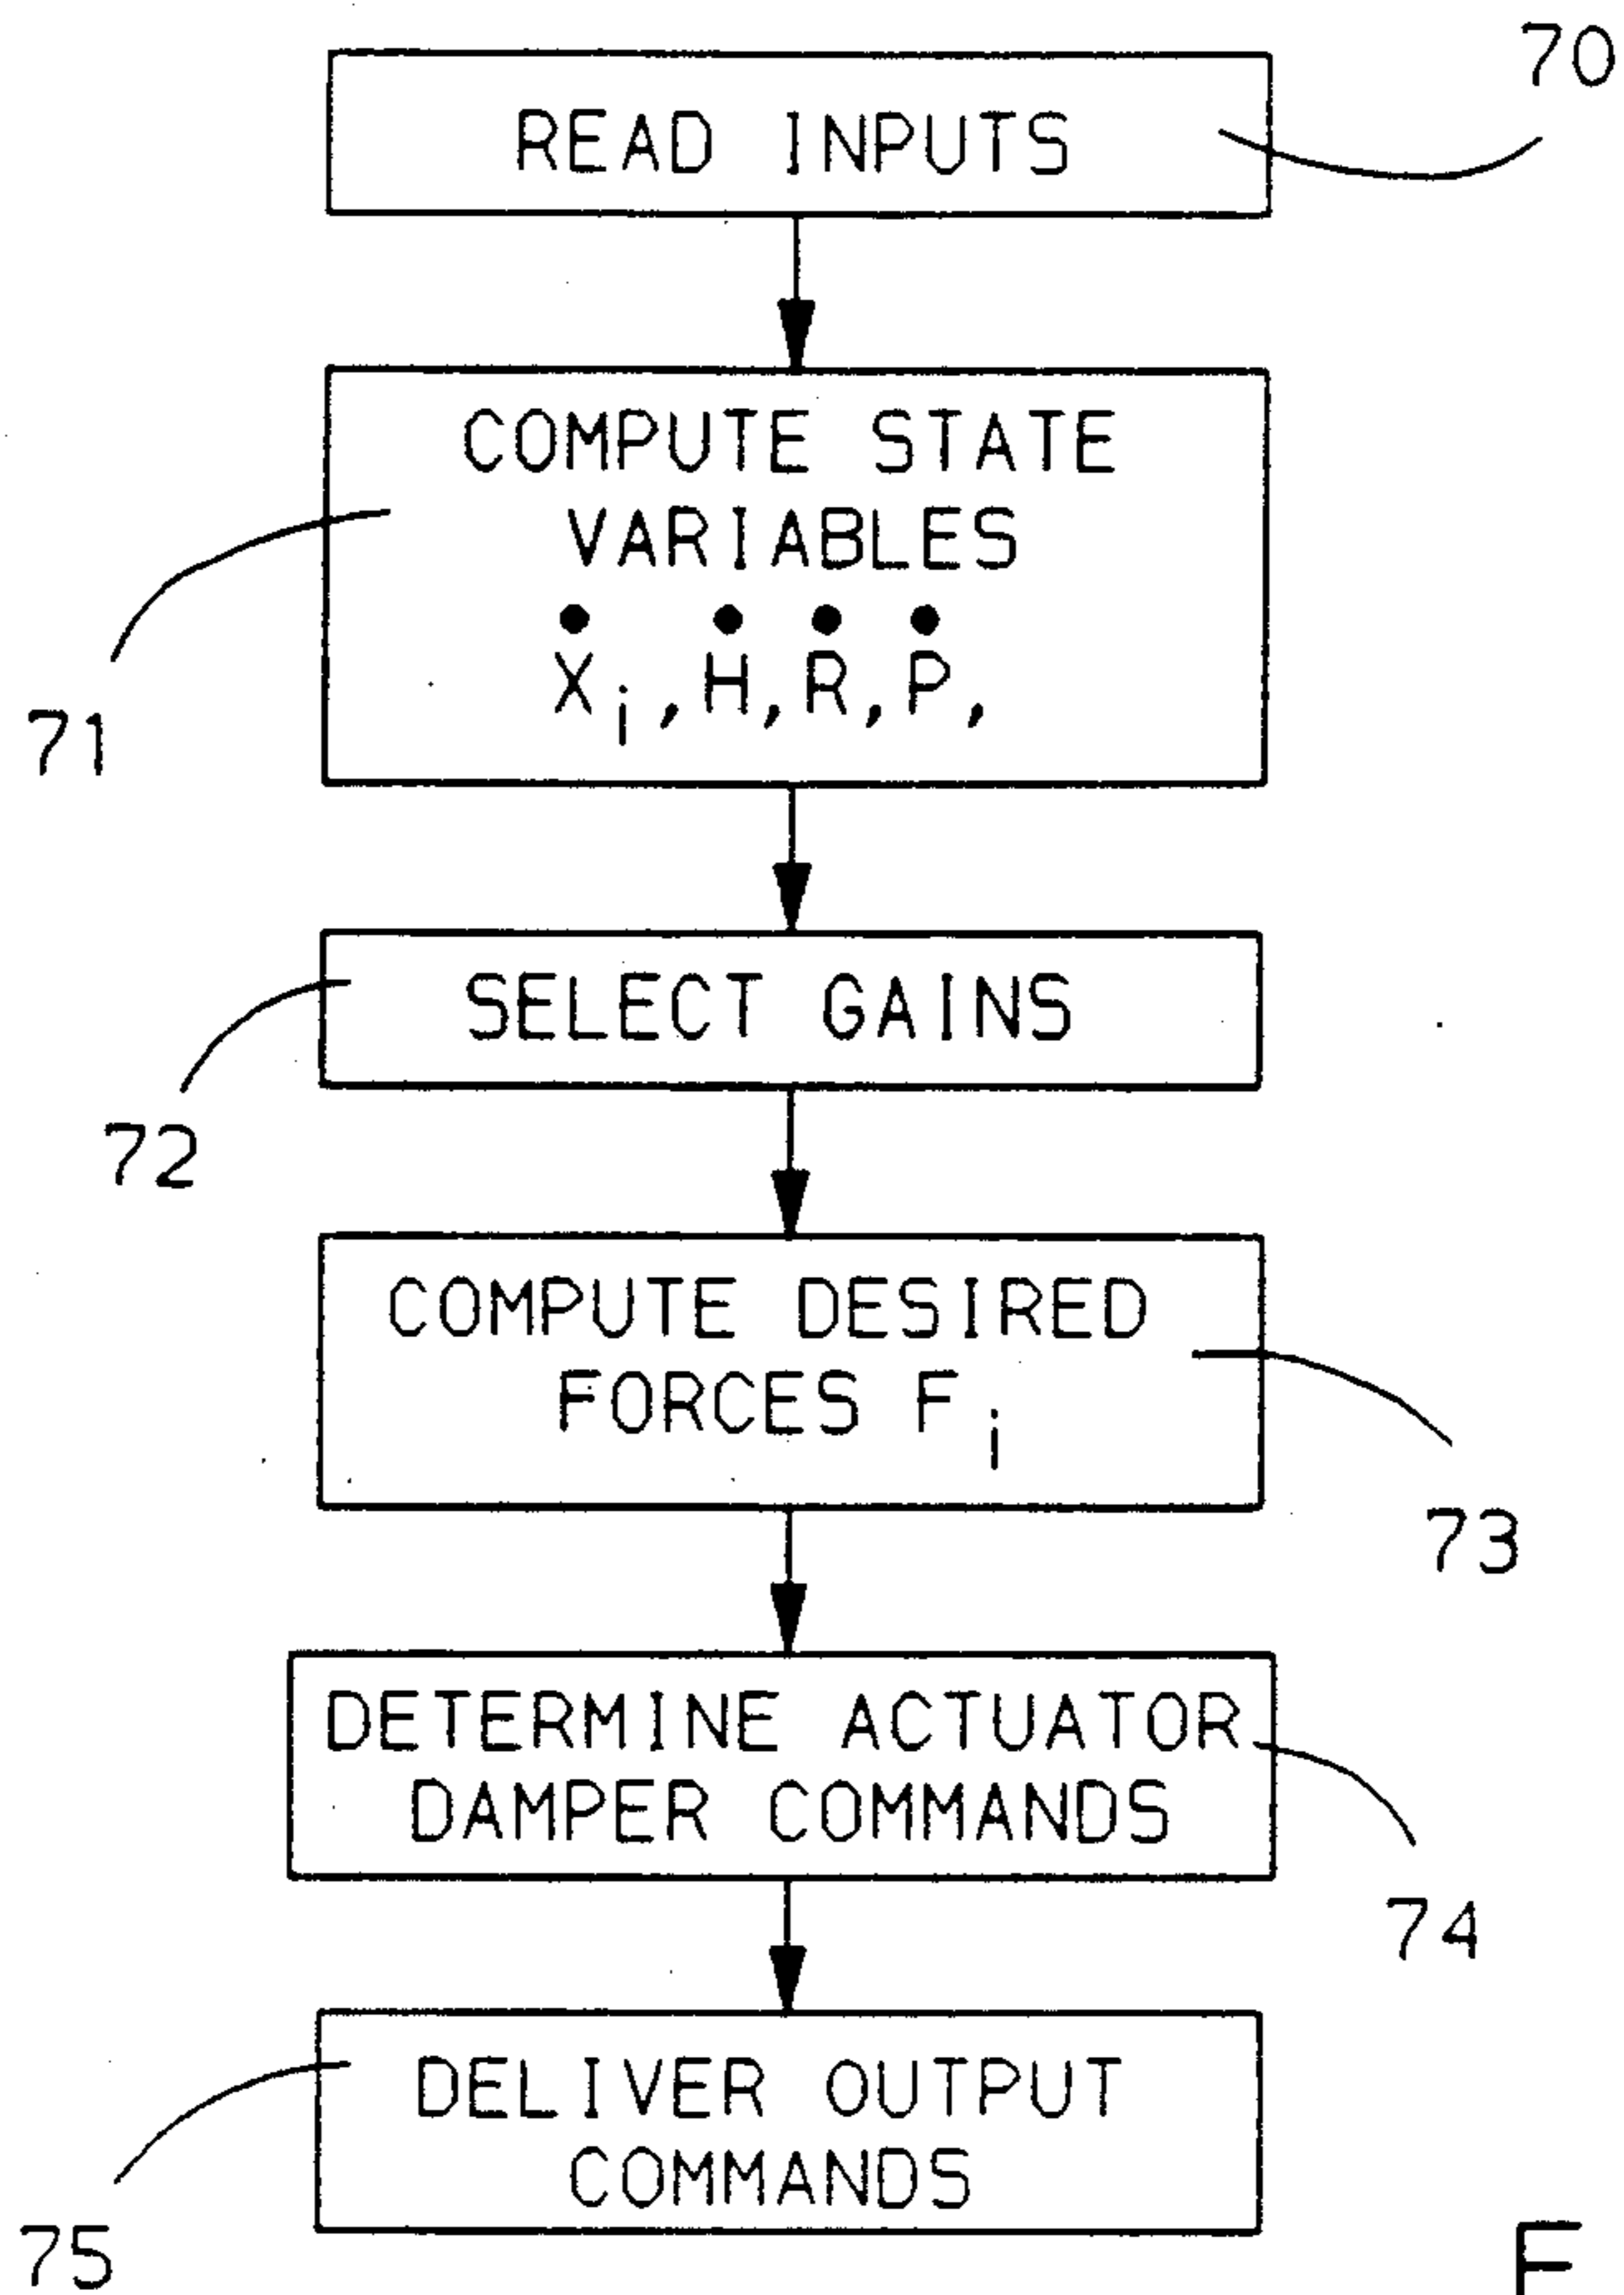 70
READ INPUTS
COMPUTE STATE
VARIABLES
Ẋi, Ḣ, Ṙ, Ṗ,
71
SELECT GAINS
72
COMPUTE DESIRED
FORCES Fi
73
DETERMINE ACTUATOR
DAMPER COMMANDS
74
DELIVER OUTPUT
COMMANDS
75
F